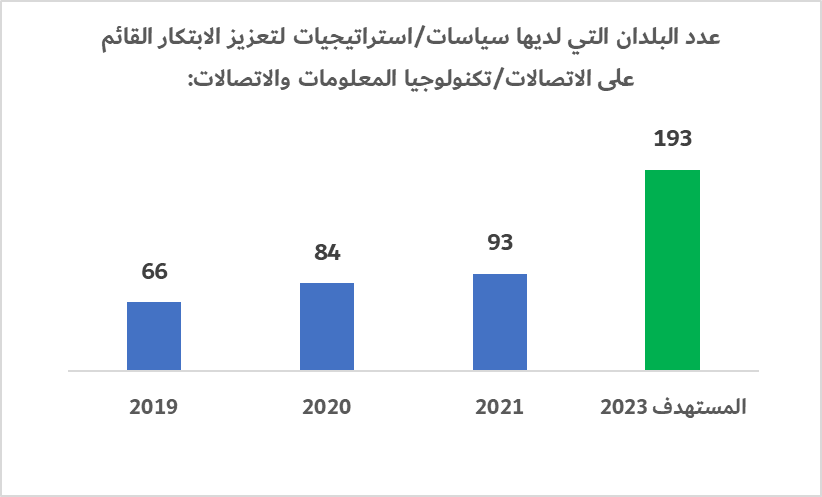 عدد البلدان التي لديها سياسات/استراتيجيات لتعزيز الابتكار القائم
على الاتصالات/تكنولوجيا المعلومات والاتصالات:
193
93
84
66
2019
2020
2021
المستهدف 2023